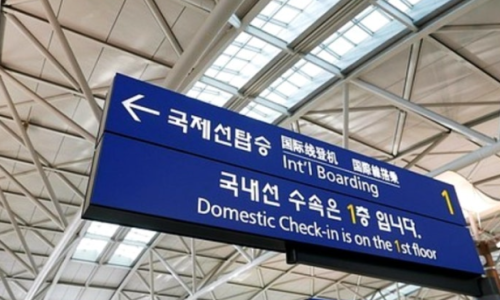 ← 국제선탑승 国际线登机 国際線搭乘
Int'l Boarding
1
국내선 수속은 1층 입니다.
Domestic Check-in is on the 1st floor